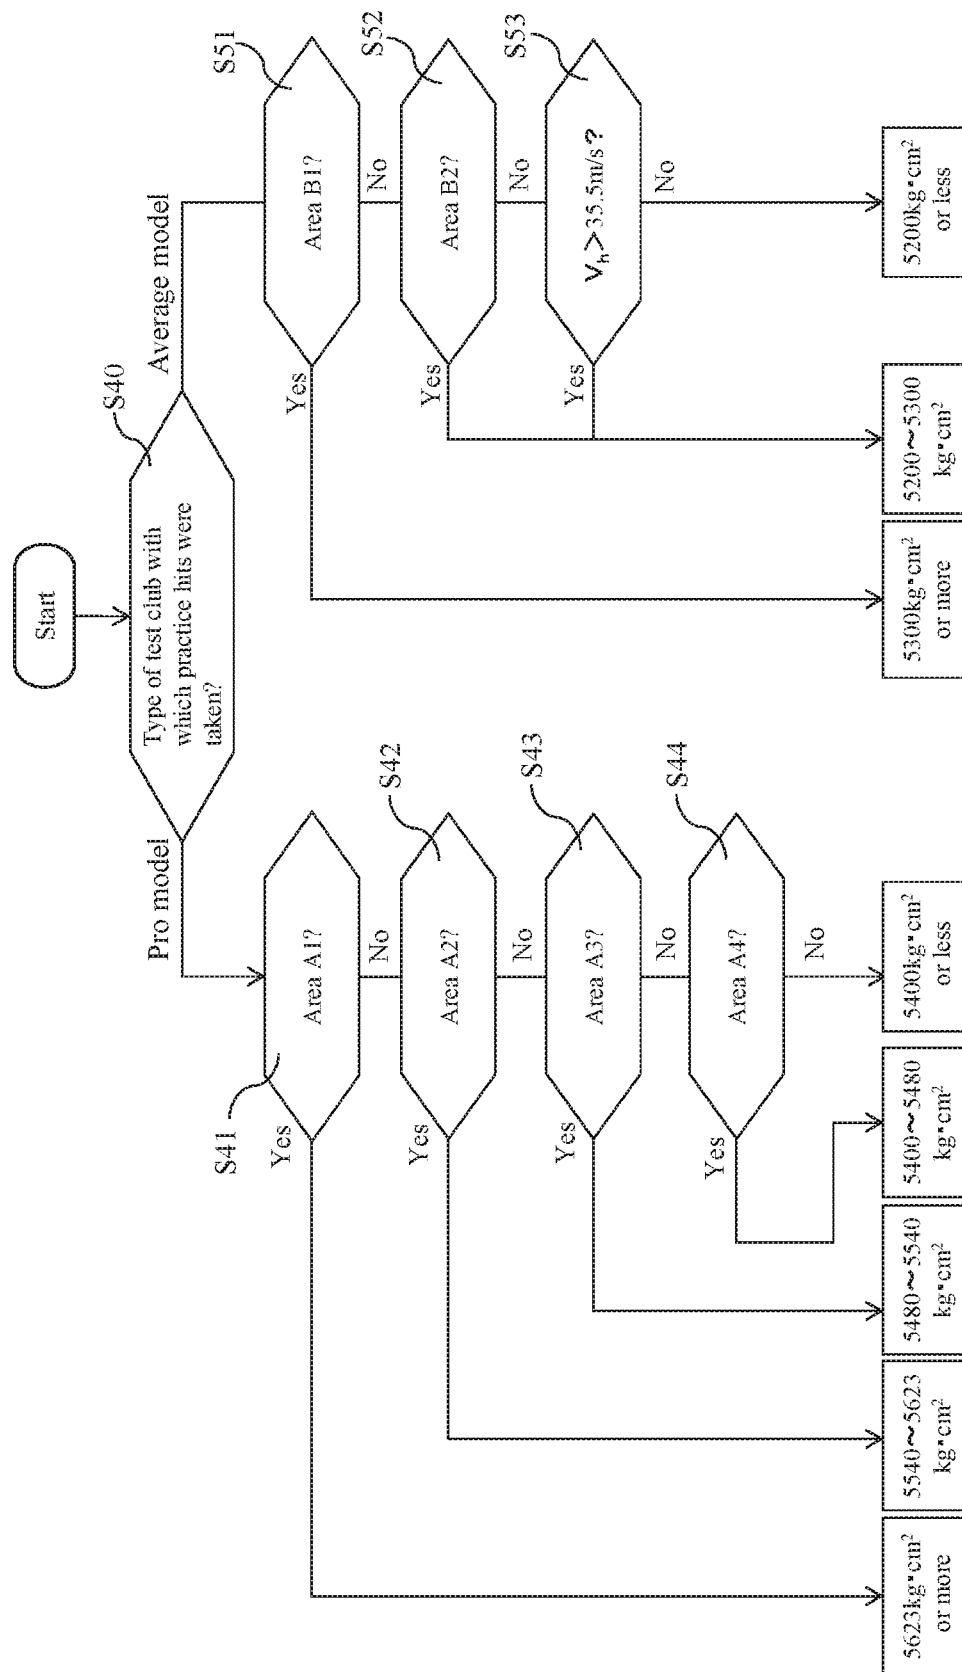 Start
S40
Type of test club with
which practice hits were
taken?
Pro model
Average model
S41
Area A1?
Yes
No
S42
Area A2?
Yes
No
S43
Area A3?
Yes
No
S44
Area A4?
Yes
No
S51
Area B1?
Yes
No
S52
Area B2?
Yes
No
S53
Vh>35.5m/s?
Yes
No
5623kg·cm²
or more
5540~5623
kg·cm²
5480~5540
kg·cm²
5400~5480
kg·cm²
5400kg·cm²
or less
5300kg·cm²
or more
5200~5300
kg·cm²
5200kg·cm²
or less